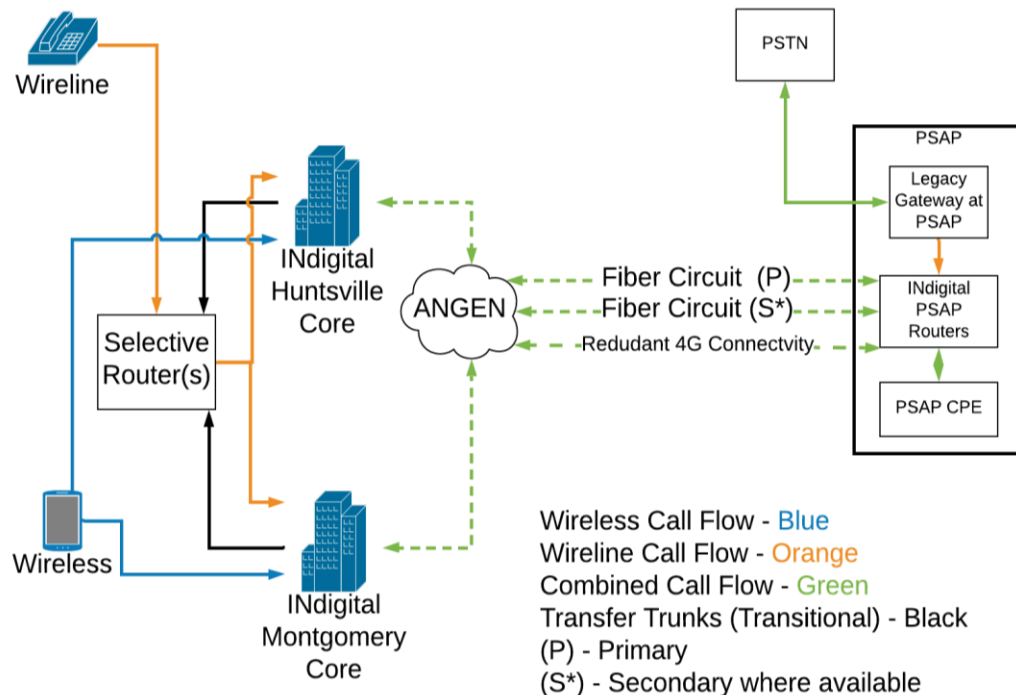 Wireline
PSTN
PSAP
Legacy
Gateway at
PSAP
INdigital
Huntsville
Core
ANGEN
Fiber Circuit  (P)
Fiber Circuit (S*)
Redudant 4G Connectvity
INdigital
PSAP
Routers
Selective
Router(s)
PSAP CPE
Wireless
INdigital
Montgomery
Core
Wireless Call Flow - Blue
Wireline Call Flow - Orange
Combined Call Flow - Green
Transfer Trunks (Transitional) - Black
(P) - Primary
(S*) - Secondary where available